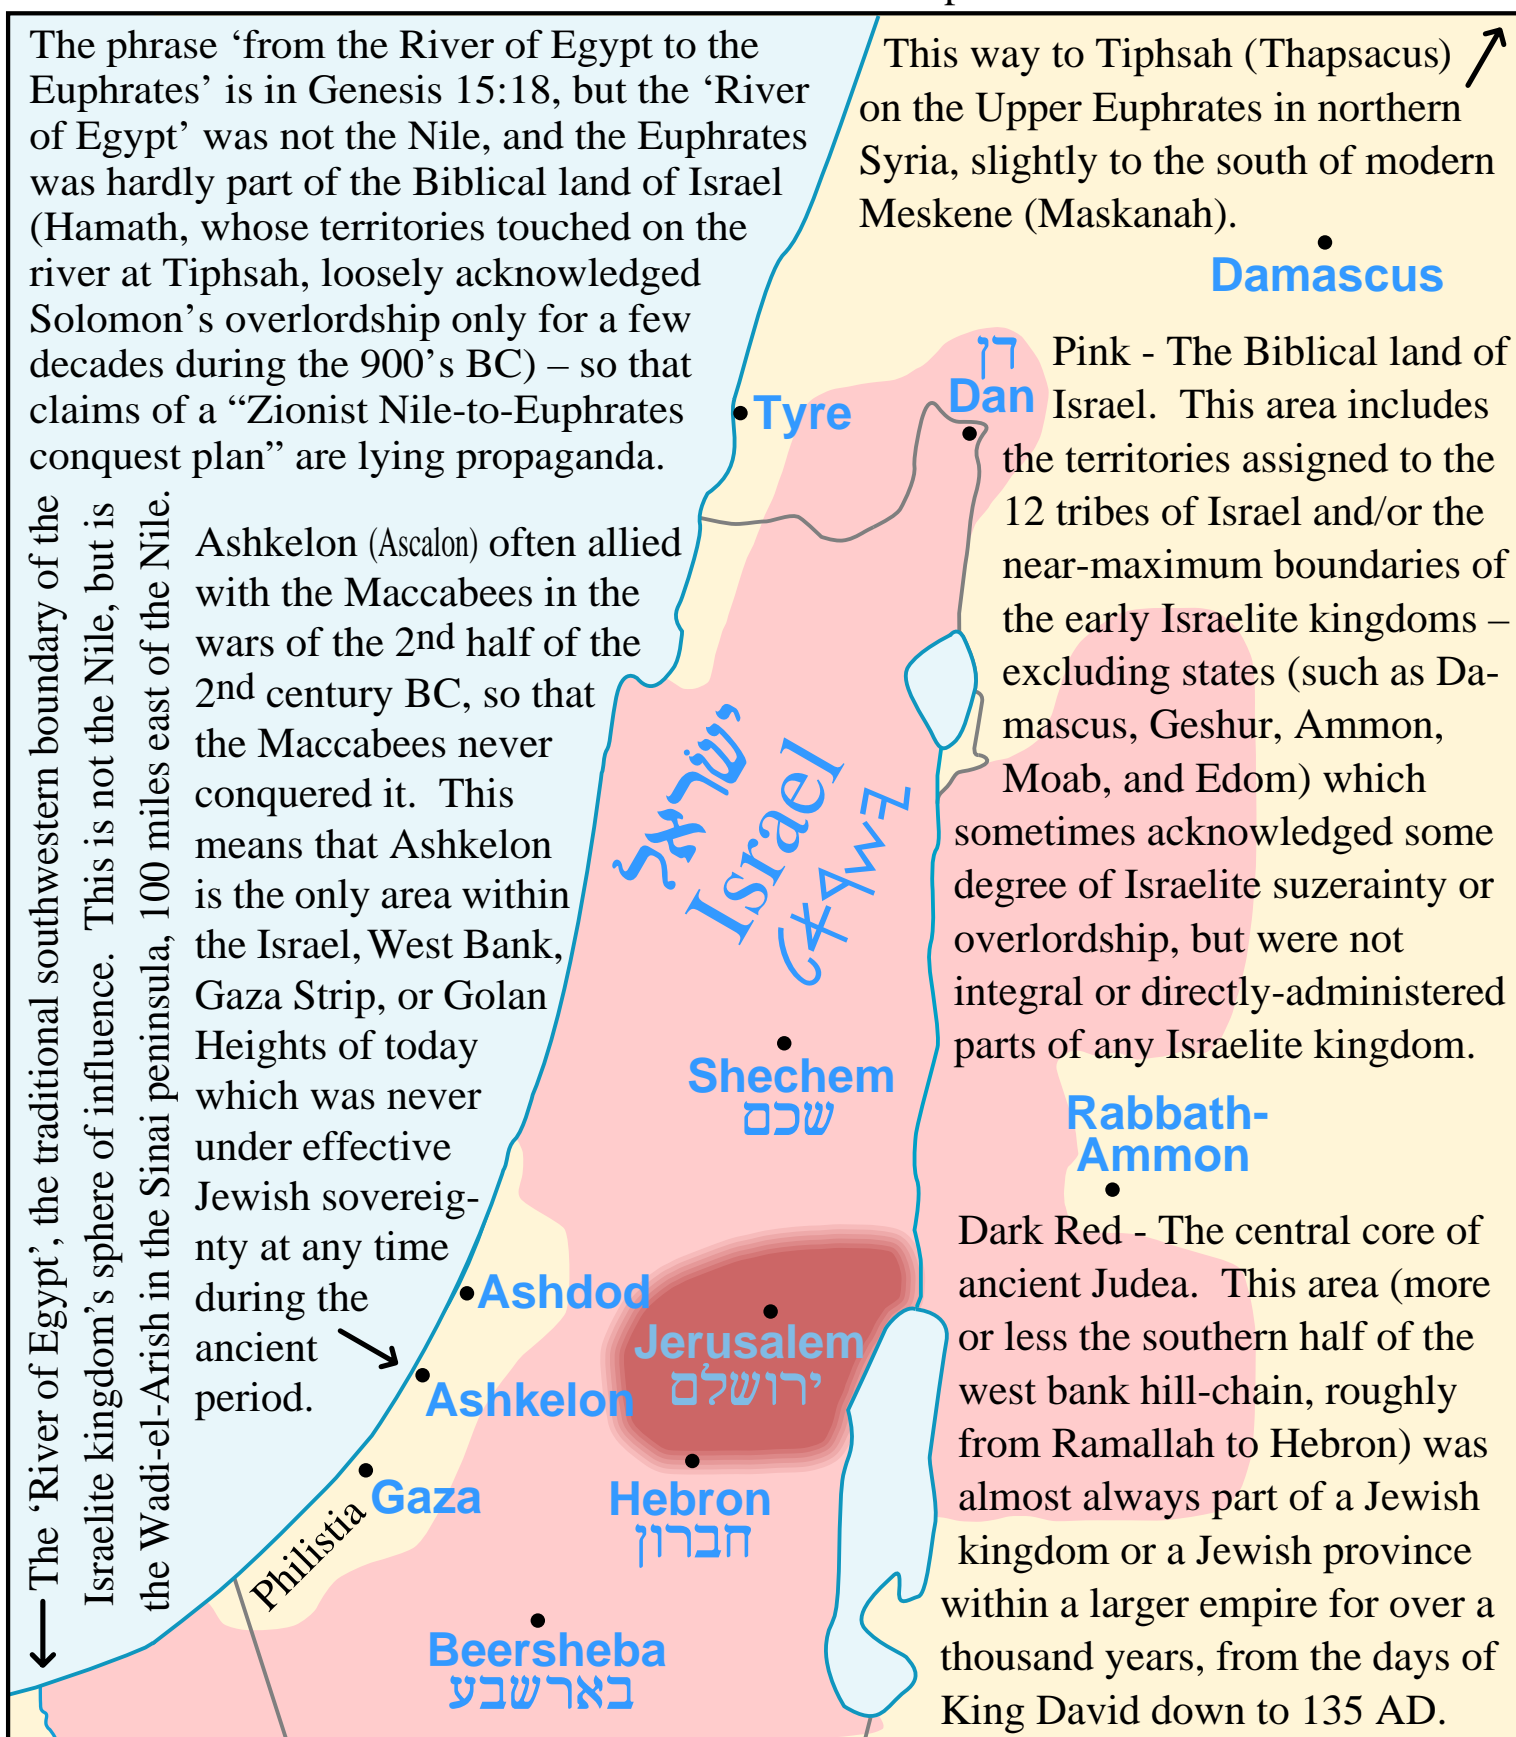 The phrase ‘from the River of Egypt to the
Euphrates’ is in Genesis 15:18, but the ‘River
of Egypt’ was not the Nile, and the Euphrates
was hardly part of the Biblical land of Israel
(Hamath, whose territories touched on the
river at Tiphsah, loosely acknowledged
Solomon’s overlordship only for a few
decades during the 900’s BC) – so that
claims of a “Zionist Nile-to-Euphrates
conquest plan” are lying propaganda.
This way to Tiphsah (Thapsacus)
on the Upper Euphrates in northern
Syria, slightly to the south of modern
Meskene (Maskanah).
Damascus
דן
Dan
Tyre
Pink - The Biblical land of
Israel. This area includes
the territories assigned to the
12 tribes of Israel and/or the
near-maximum boundaries of
the early Israelite kingdoms –
excluding states (such as Da-
mascus, Geshur, Ammon,
Moab, and Edom) which
sometimes acknowledged some
degree of Israelite suzerainty or
overlordship, but were not
integral or directly-administered
parts of any Israelite kingdom.
The ‘River of Egypt’, the traditional southwestern boundary of the
Israelite kingdom’s sphere of influence. This is not the Nile, but is
the Wadi-el-Arish in the Sinai peninsula, 100 miles east of the Nile.
Ashkelon (Ascalon) often allied
with the Maccabees in the
wars of the 2nd half of the
2nd century BC, so that
the Maccabees never
conquered it. This
means that Ashkelon
is the only area within
the Israel, West Bank,
Gaza Strip, or Golan
Heights of today
which was never
under effective
Jewish sovereig-
nty at any time
during the
ancient
period.
ישׂראל
Israel
𐤉𐤔𐤓𐤀𐤋
Shechem
שכם
Rabbath-
Ammon
Dark Red - The central core of
ancient Judea. This area (more
or less the southern half of the
west bank hill-chain, roughly
from Ramallah to Hebron) was
almost always part of a Jewish
kingdom or a Jewish province
within a larger empire for over a
thousand years, from the days of
King David down to 135 AD.
Ashdod
Jerusalem
ירושלם
Ashkelon
Gaza
Philistia
Hebron
חברון
Beersheba
בארשבע